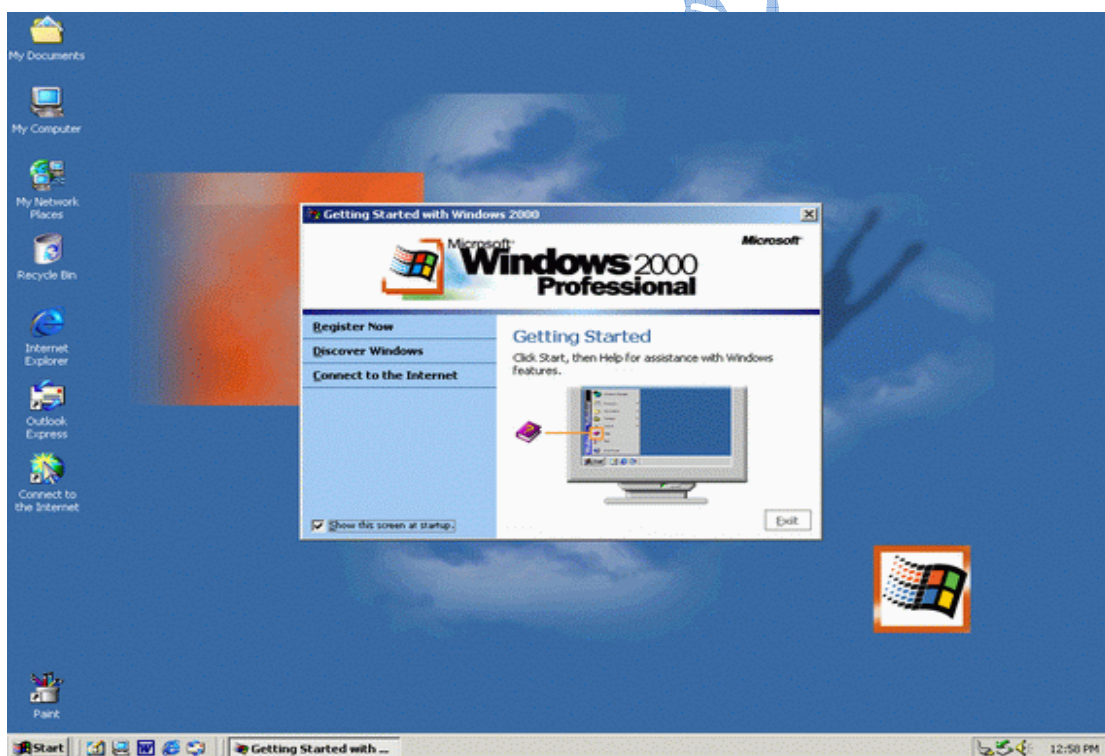 My Documents
My Computer
My Network
Places
Recycle Bin
Internet
Explorer
Outlook
Express
Connect to
the Internet
Paint
Getting Started with Windows 2000
Microsoft
Windows 2000
Professional
Microsoft
Register Now
Discover Windows
Connect to the Internet
Show this screen at startup.
Getting Started
Click Start, then Help for assistance with Windows
features.
Exit
Start
Getting Started with ...
12:58 PM